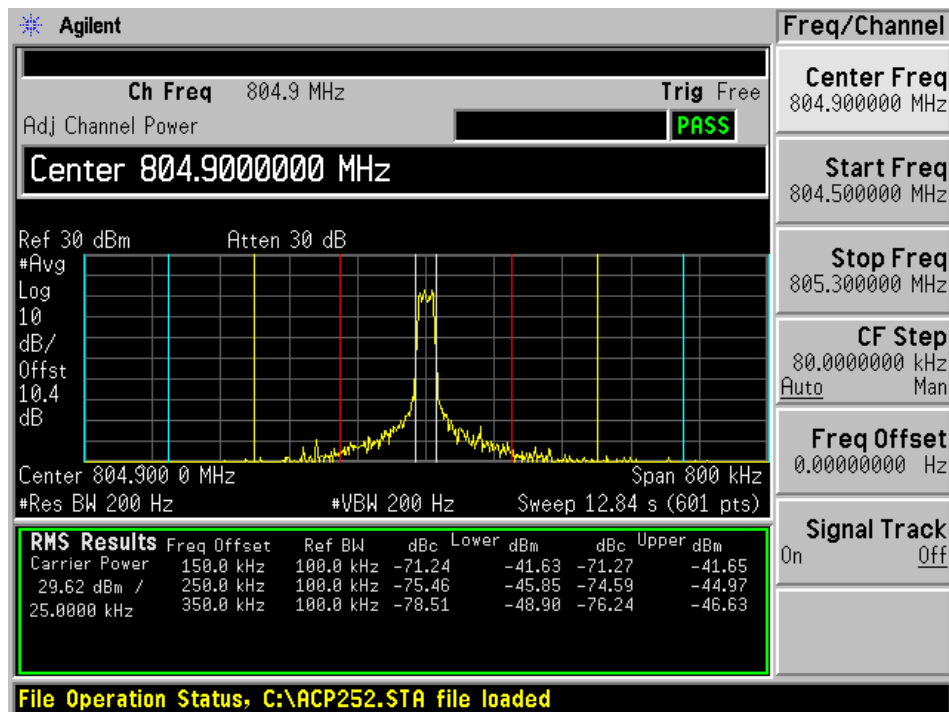 Agilent
Freq/Channel
Ch Freq 804.9 MHz Trig Free
Adj Channel Power PASS
Center 804.9000000 MHz
Ref 30 dBm Atten 30 dB
#Avg
Log
10
dB/
Offst
10.4
dB
Center 804.900 0 MHz Span 800 kHz
#Res BW 200 Hz #VBW 200 Hz Sweep 12.84 s (601 pts)
RMS Results Freq Offset Ref BW dBc Lower dBm dBc Upper dBm
Carrier Power 150.0 kHz 100.0 kHz -71.24 -41.63 -71.27 -41.65
29.62 dBm / 250.0 kHz 100.0 kHz -75.46 -45.85 -74.59 -44.97
25.0000 kHz 350.0 kHz 100.0 kHz -78.51 -48.90 -76.24 -46.63
File Operation Status, C:\ACP252.STA file loaded
Center Freq
804.900000 MHz
Start Freq
804.500000 MHz
Stop Freq
805.300000 MHz
CF Step
80.0000000 kHz
Auto Man
Freq Offset
0.00000000 Hz
Signal Track
On Off